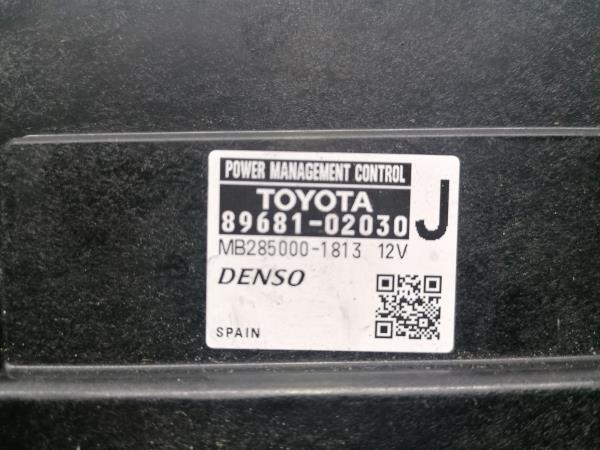 POWER MANAGEMENT CONTROL
TOYOTA
89681-02030 J
MB285000-1813 12V
DENSO
SPAIN